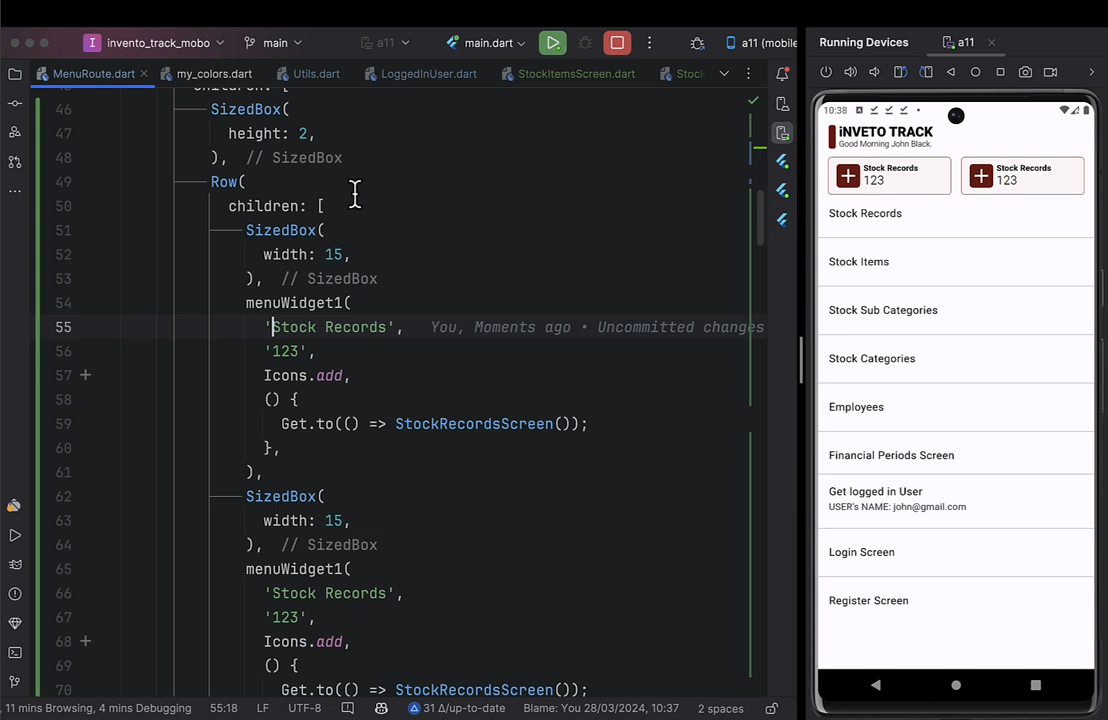 invento_track_mobo
main
a11
main.dart
a11 (mobile
Running Devices
a11
MenuRoute.dart
my_colors.dart
Utils.dart
LoggedInUser.dart
StockItemsScreen.dart
Stock
46 SizedBox(
47 height: 2,
48 ), // SizedBox
49 Row(
50 children: [
51 SizedBox(
52 width: 15,
53 ), // SizedBox
54 menuWidget1(
55 'Stock Records', You, Moments ago • Uncommitted changes
56 '123',
57 Icons.add,
58 () {
59 Get.to(() => StockRecordsScreen());
60 },
61 ),
62 SizedBox(
63 width: 15,
64 ), // SizedBox
65 menuWidget1(
66 'Stock Records',
67 '123',
68 Icons.add,
69 () {
70 Get.to(() => StockRecordsScreen());
11 mins Browsing, 4 mins Debugging
55:18
LF
UTF-8
31 Δ/up-to-date
Blame: You 28/03/2024, 10:37
2 spaces
10:38
iNVETO TRACK
Good Morning John Black.
Stock Records
123
Stock Records
123
Stock Records
Stock Items
Stock Sub Categories
Stock Categories
Employees
Financial Periods Screen
Get logged in User
USER's NAME: john@gmail.com
Login Screen
Register Screen